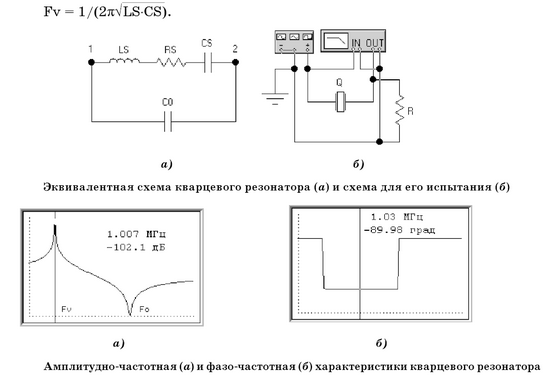 Fv = 1/(2π√LS·CS).
1 LS RS CS 2
C0
IN OUT
Q
R
а) б)
Эквивалентная схема кварцевого резонатора (а) и схема для его испытания (б)
1.007 МГц
-102.1 дБ
Fv Fo
1.03 МГц
-89.98 град
а) б)
Амплитудно-частотная (а) и фазо-частотная (б) характеристики кварцевого резонатора